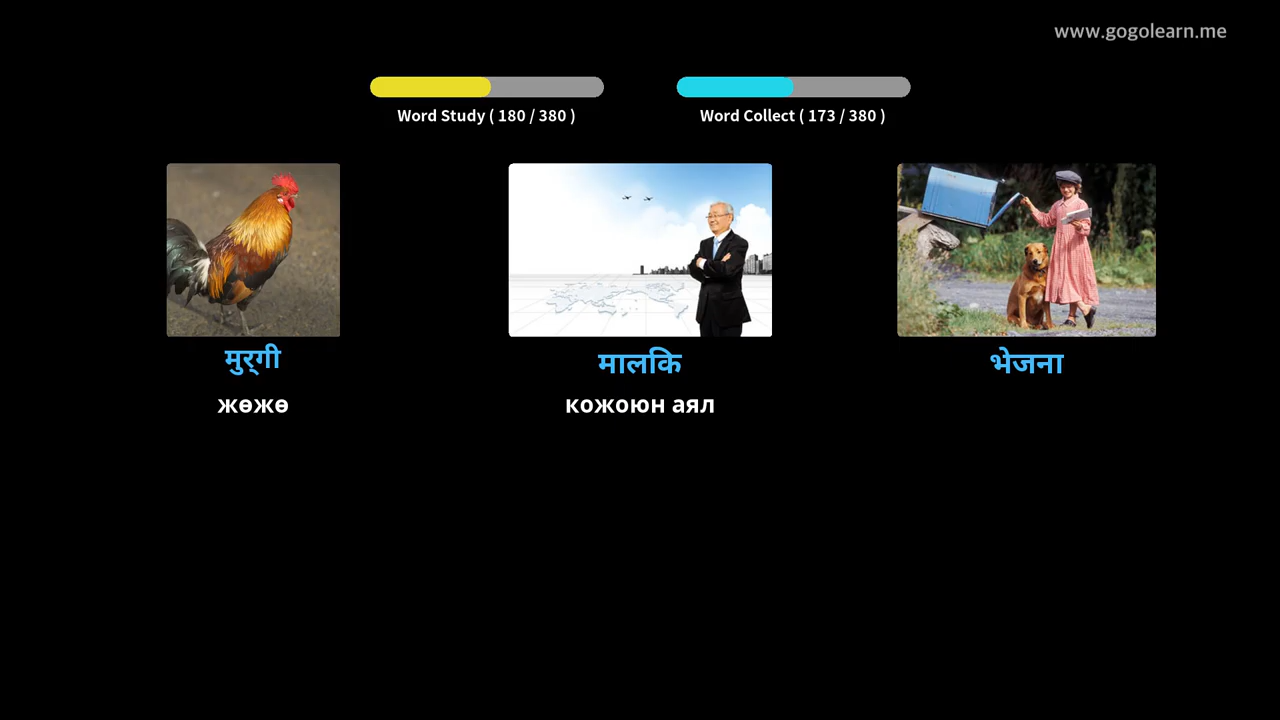 www.gogolearn.me
Word Study ( 180 / 380 )
Word Collect ( 173 / 380 )
मुर्गी
मालकि
भेजना
жөжө
кожоюн аял